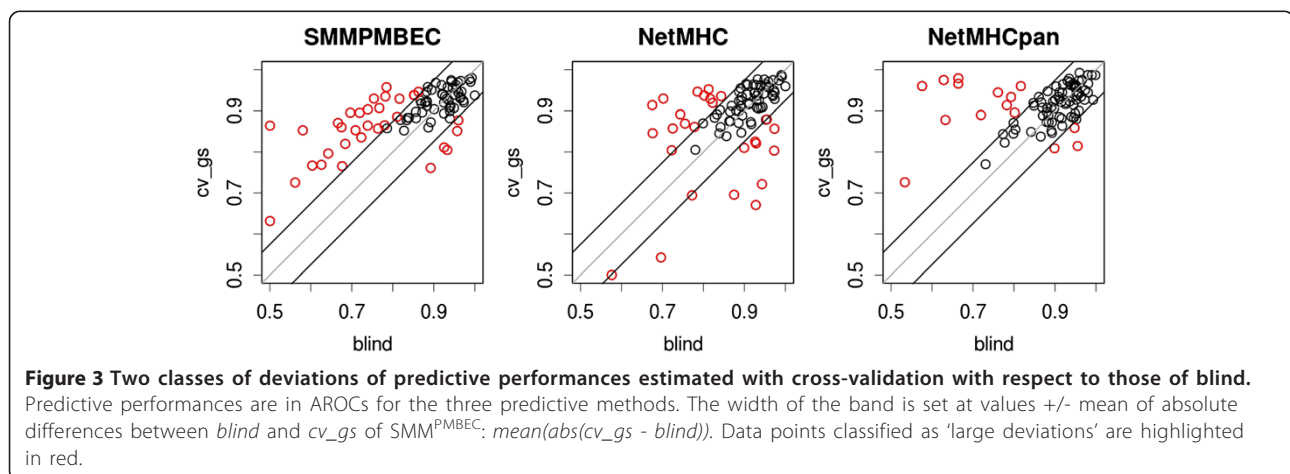 SMMPMBEC
NetMHC
NetMHCpan
cv_gs
0.5 0.7 0.9
0.5 0.7 0.9
blind
cv_gs
0.5 0.7 0.9
0.5 0.7 0.9
blind
cv_gs
0.5 0.7 0.9
0.5 0.7 0.9
blind
Figure 3 Two classes of deviations of predictive performances estimated with cross-validation with respect to those of blind.
Predictive performances are in AROCs for the three predictive methods. The width of the band is set at values +/- mean of absolute
differences between blind and cv_gs of SMM^PMBEC: mean(abs(cv_gs - blind)). Data points classified as ‘large deviations’ are highlighted
in red.